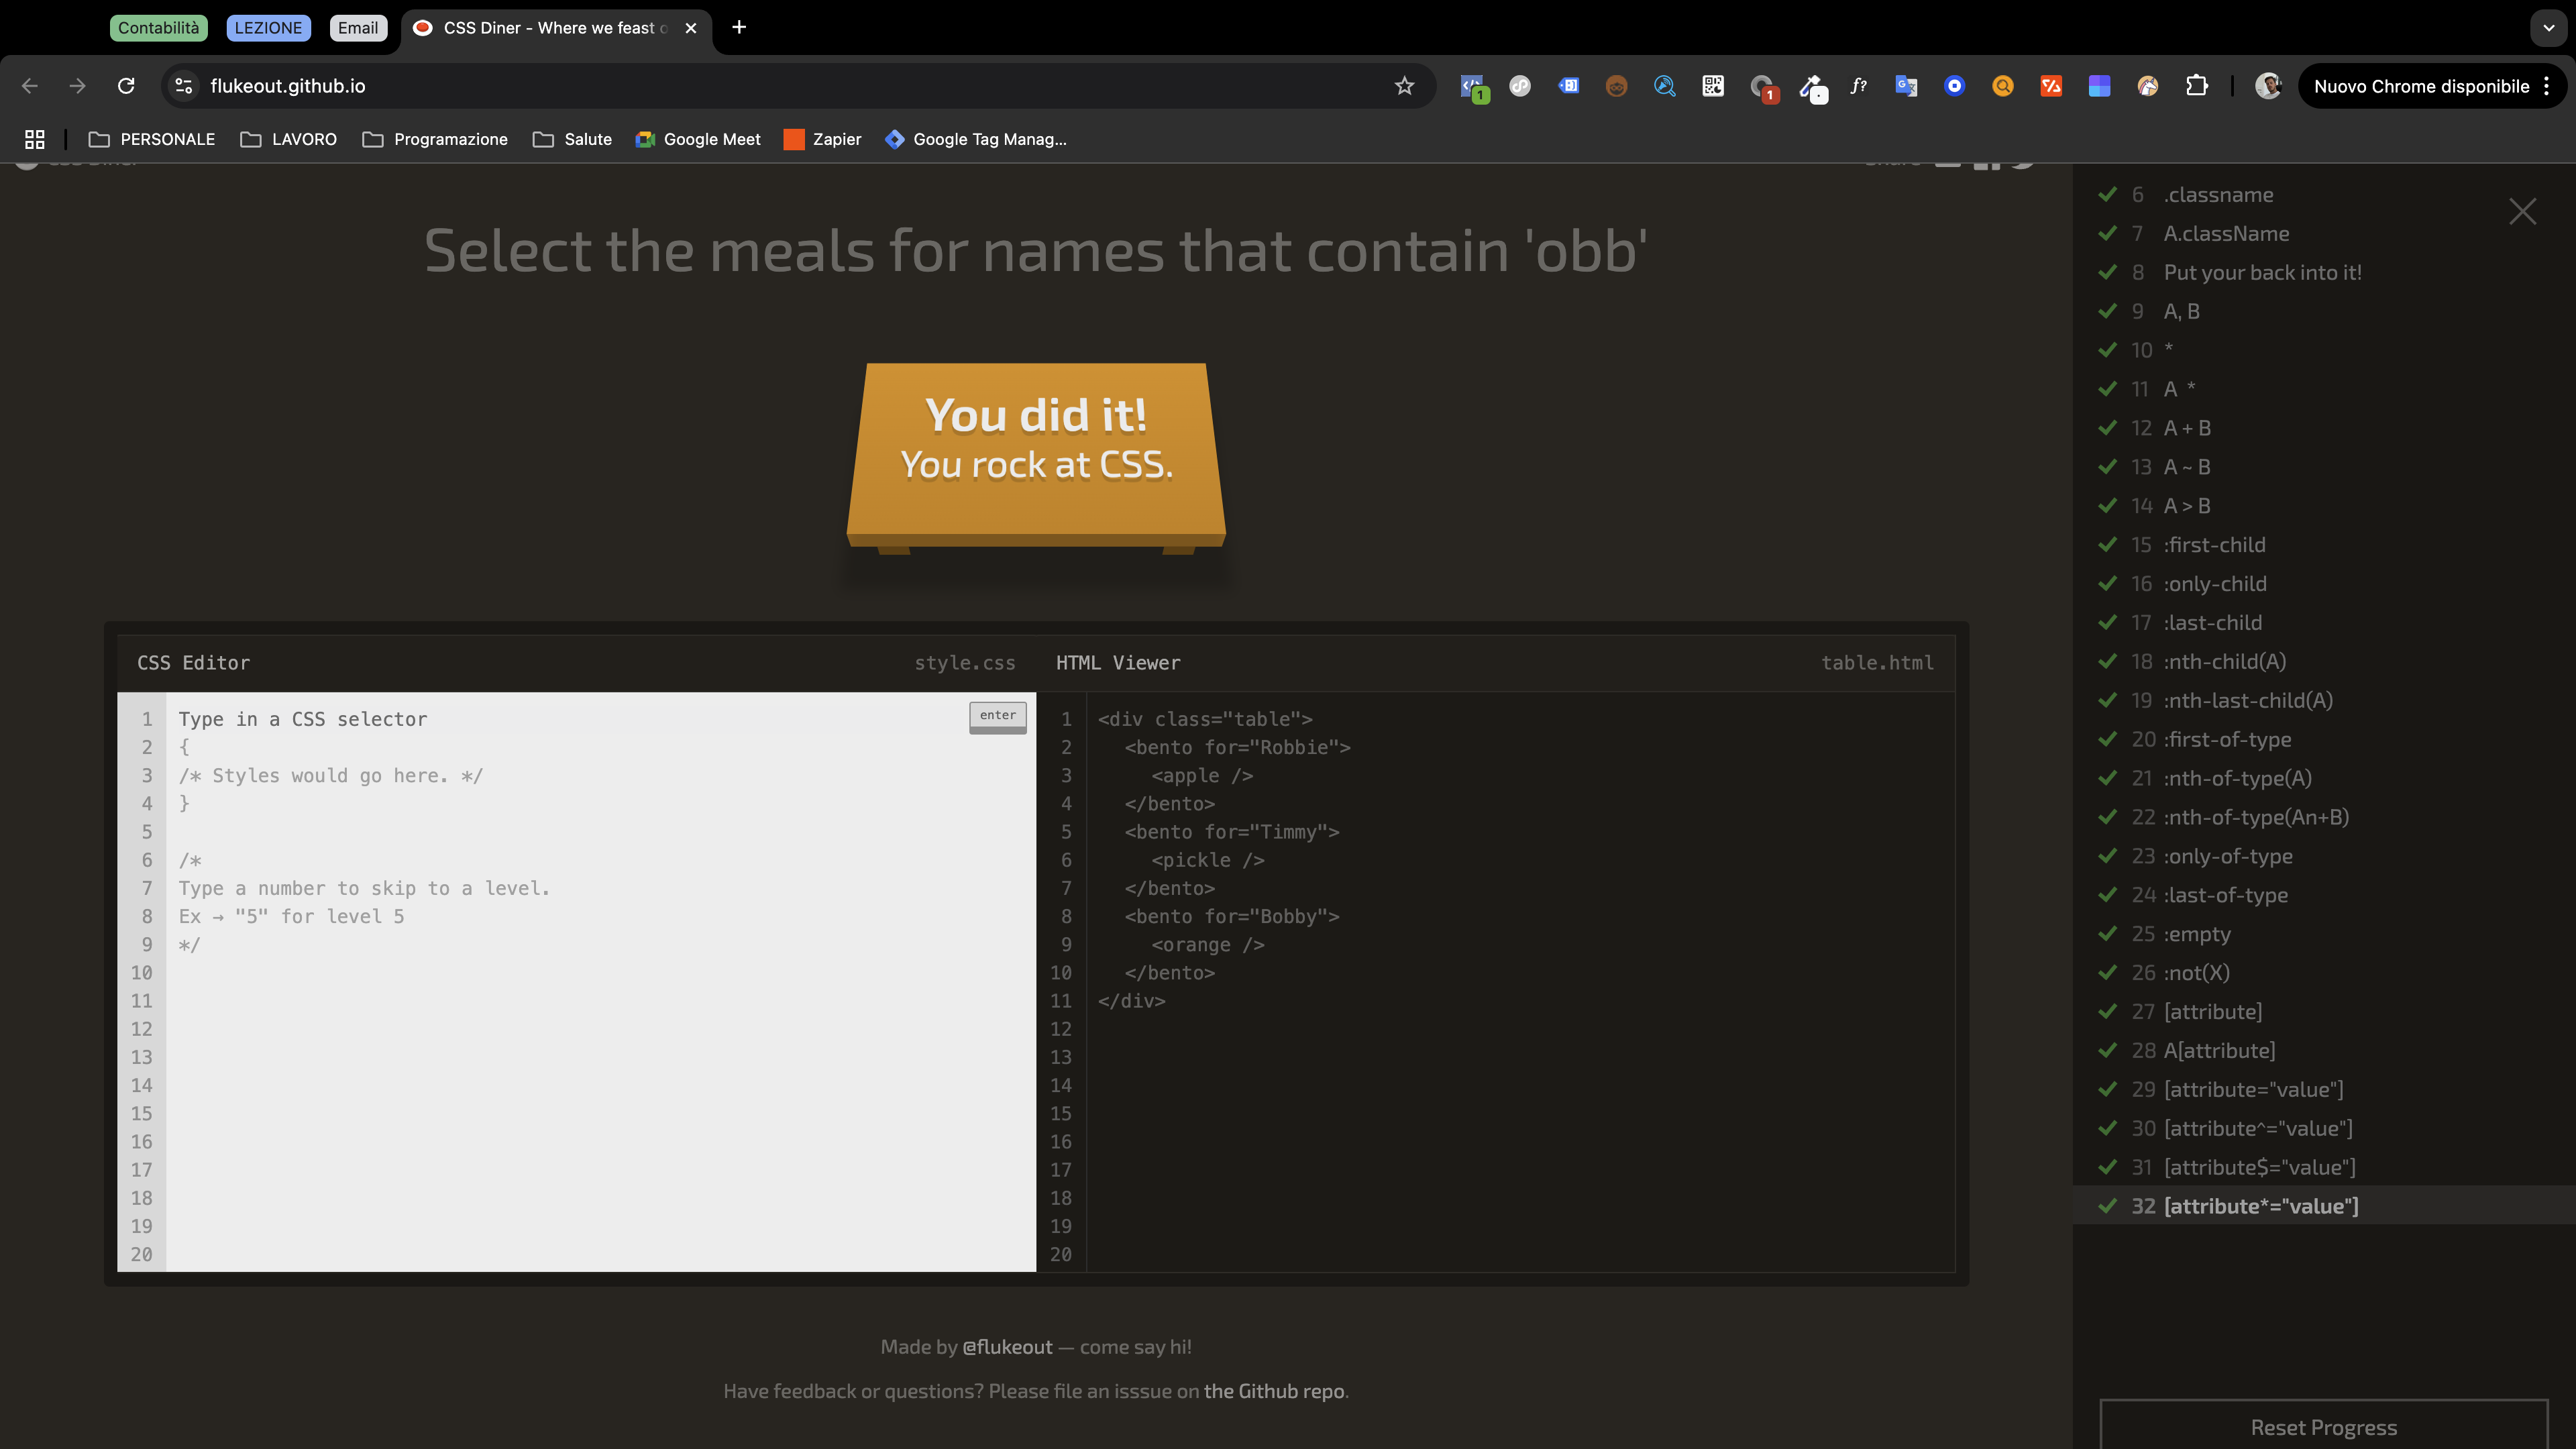 Contabilità LEZIONE Email CSS Diner - Where we feast o
flukeout.github.io
1
1
f?
Nuovo Chrome disponibile
PERSONALE LAVORO Programazione Salute Google Meet Zapier Google Tag Manag...
Select the meals for names that contain 'obb'
You did it!
You rock at CSS.
CSS Editor style.css
1 Type in a CSS selector
enter
2 {
3 /* Styles would go here. */
4 }
5
6 /*
7 Type a number to skip to a level.
8 Ex → "5" for level 5
9 */
10
11
12
13
14
15
16
17
18
19
20
HTML Viewer table.html
1 <div class="table">
2 <bento for="Robbie">
3 <apple />
4 </bento>
5 <bento for="Timmy">
6 <pickle />
7 </bento>
8 <bento for="Bobby">
9 <orange />
10 </bento>
11 </div>
12
13
14
15
16
17
18
19
20
Made by @flukeout — come say hi!
Have feedback or questions? Please file an isssue on the Github repo.
6 .classname
7 A.className
8 Put your back into it!
9 A, B
10 *
11 A *
12 A + B
13 A ~ B
14 A > B
15 :first-child
16 :only-child
17 :last-child
18 :nth-child(A)
19 :nth-last-child(A)
20 :first-of-type
21 :nth-of-type(A)
22 :nth-of-type(An+B)
23 :only-of-type
24 :last-of-type
25 :empty
26 :not(X)
27 [attribute]
28 A[attribute]
29 [attribute="value"]
30 [attribute^="value"]
31 [attribute$="value"]
32 [attribute*="value"]
Reset Progress